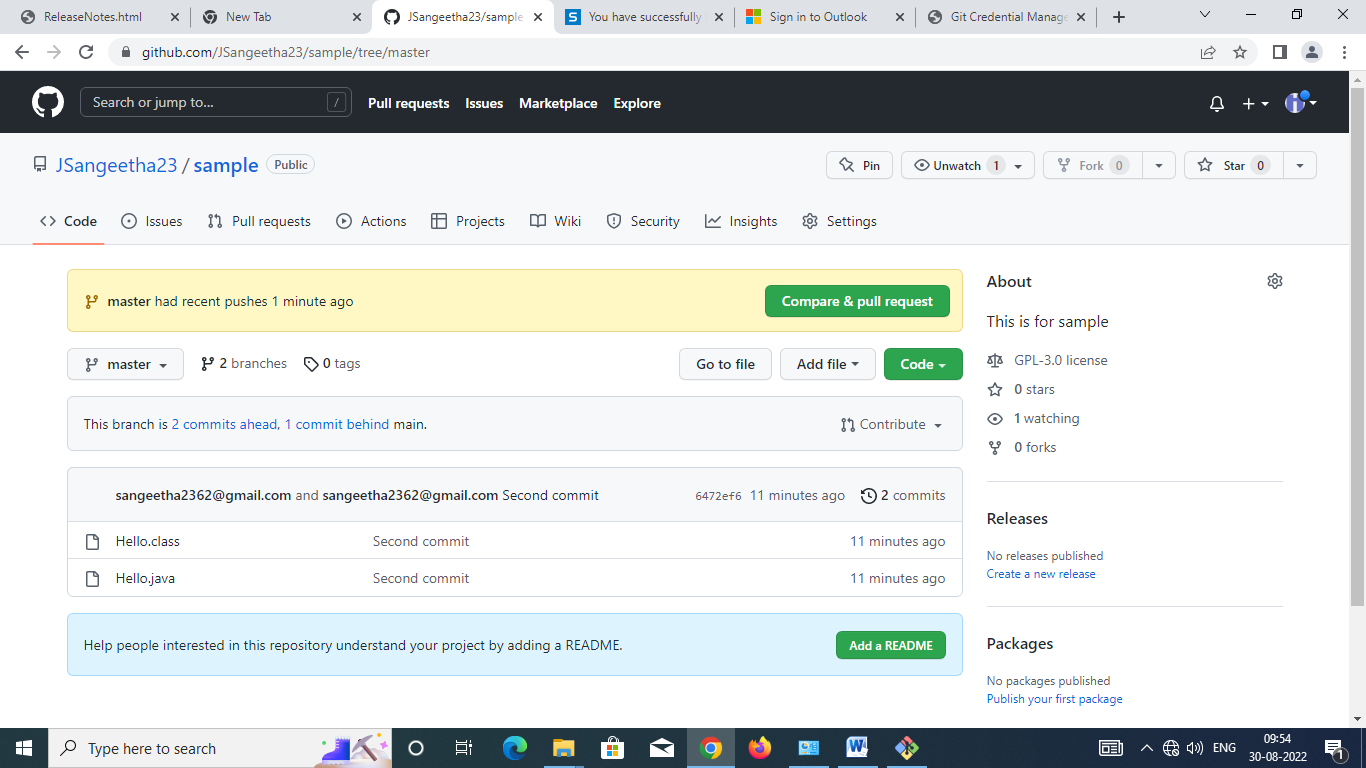 ReleaseNotes.html
New Tab
JSangeetha23/sample
You have successfully
Sign in to Outlook
Git Credential Manage
github.com/JSangeetha23/sample/tree/master
Search or jump to... /
Pull requests Issues Marketplace Explore
JSangeetha23 / sample Public
Pin Unwatch 1 Fork 0 Star 0
Code Issues Pull requests Actions Projects Wiki Security Insights Settings
master had recent pushes 1 minute ago Compare & pull request
master 2 branches 0 tags Go to file Add file Code
This branch is 2 commits ahead, 1 commit behind main. Contribute
sangeetha2362@gmail.com and sangeetha2362@gmail.com Second commit 6472ef6 11 minutes ago 2 commits
Hello.class Second commit 11 minutes ago
Hello.java Second commit 11 minutes ago
Help people interested in this repository understand your project by adding a README. Add a README
About
This is for sample
GPL-3.0 license
0 stars
1 watching
0 forks
Releases
No releases published
Create a new release
Packages
No packages published
Publish your first package
Type here to search
ENG
09:54
30-08-2022
1